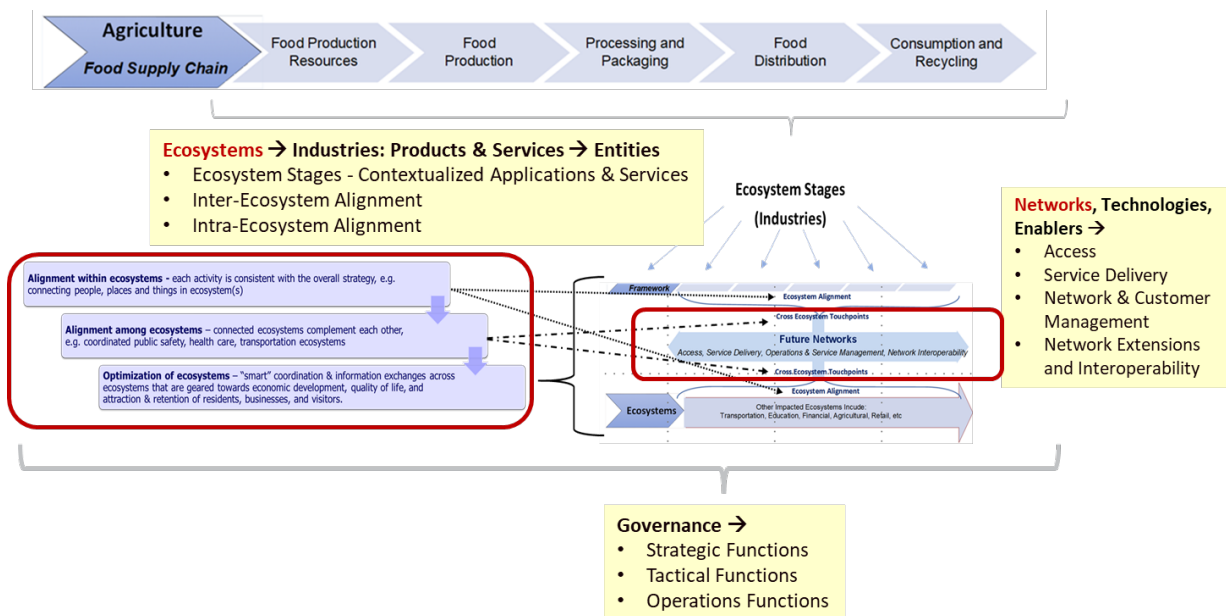 Agriculture
Food Supply Chain
Food Production
Resources
Food
Production
Processing and
Packaging
Food
Distribution
Consumption and
Recycling
Ecosystems → Industries: Products & Services → Entities
• Ecosystem Stages - Contextualized Applications & Services
• Inter-Ecosystem Alignment
• Intra-Ecosystem Alignment
Ecosystem Stages
(Industries)
Networks, Technologies,
Enablers →
• Access
• Service Delivery
• Network & Customer
Management
• Network Extensions
and Interoperability
Alignment within ecosystems - each activity is consistent with the overall strategy, e.g.
connecting people, places and things in ecosystem(s)
Alignment among ecosystems – connected ecosystems complement each other,
e.g. coordinated public safety, health care, transportation ecosystems
Optimization of ecosystems – “smart” coordination & information exchanges across
ecosystems that are geared towards economic development, quality of life, and
attraction & retention of residents, businesses, and visitors.
Framework
Ecosystem Alignment
Cross Ecosystem Touchpoints
Future Networks
Access, Service Delivery, Operations & Service Management, Network Interoperability
Cross Ecosystem Touchpoints
Ecosystem Alignment
Ecosystems
Other Impacted Ecosystems Include:
Transportation, Education, Financial, Agricultural, Retail, etc
Governance →
• Strategic Functions
• Tactical Functions
• Operations Functions